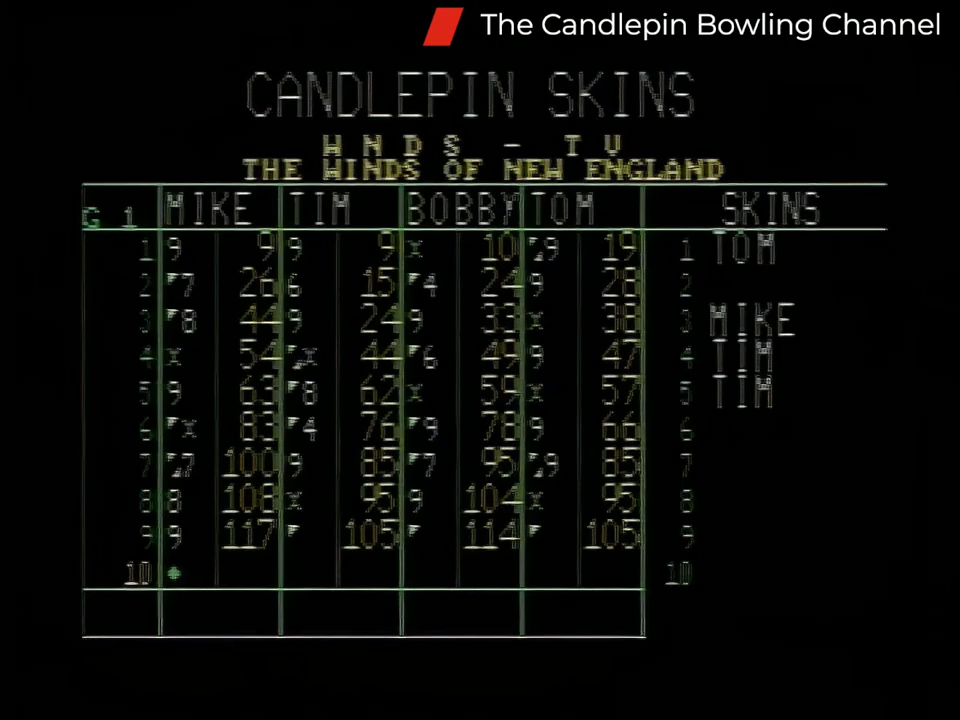 The Candlepin Bowling Channel
CANDLEPIN SKINS
WNDS - TV
THE WINDS OF NEW ENGLAND
G 1 MIKE TIM BOBBY TOM SKINS
1 9 9 9 9 x 10 9 19 1 TOM
2 7 26 6 15 4 24 9 28 2
3 8 44 9 24 9 33 x 38 3 MIKE
4 x 54 x 44 6 49 9 47 4 TIM
5 9 63 8 62 x 59 x 57 5 TIM
6 x 83 4 76 9 78 9 66 6
7 7 100 9 85 7 95 9 85 7
8 8 108 x 95 9 104 x 95 8
9 9 117 105 114 105 9
10 10